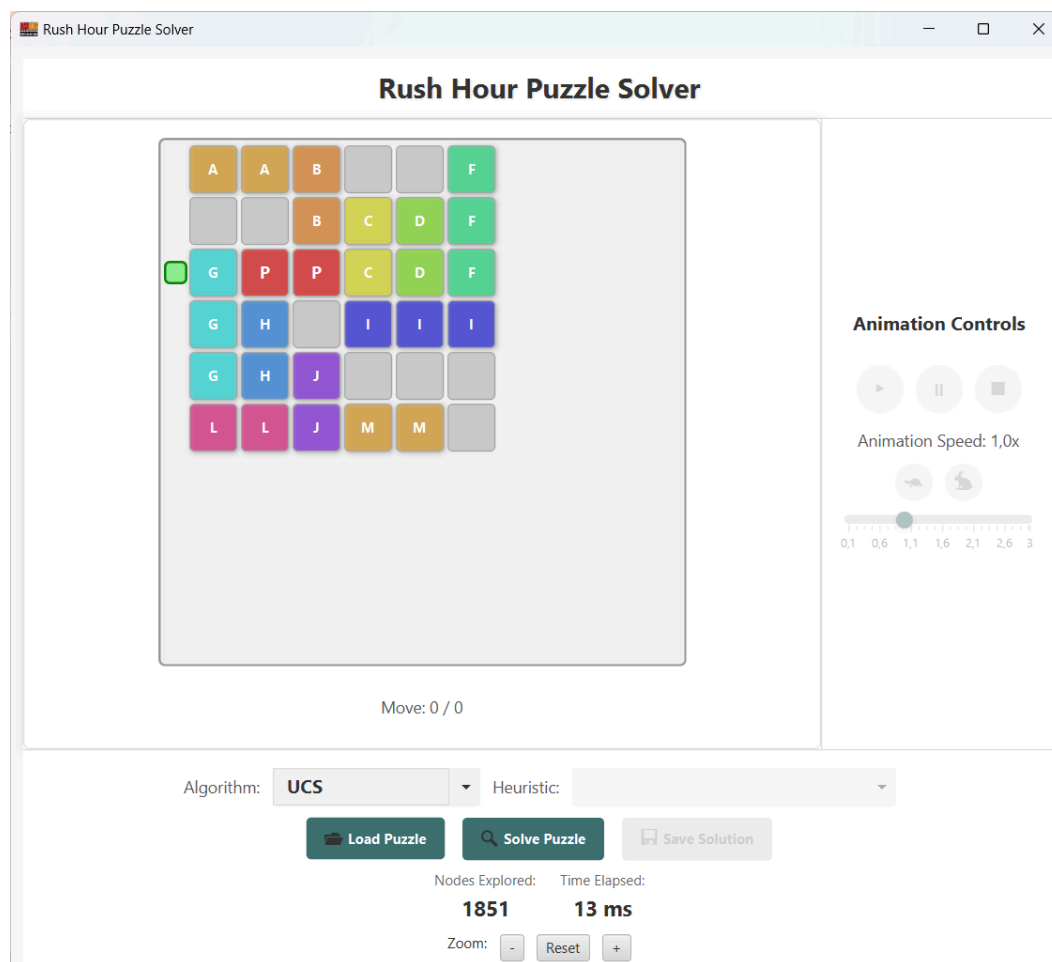 Rush Hour Puzzle Solver
Rush Hour Puzzle Solver
A A B F
B C D F
G P P C D F
G H I I I
G H J
L L J M M
Move: 0 / 0
Animation Controls
Animation Speed: 1,0x
0,1 0,6 1,1 1,6 2,1 2,6 3
Algorithm: UCS Heuristic:
Load Puzzle Solve Puzzle Save Solution
Nodes Explored: Time Elapsed:
1851 13 ms
Zoom: - Reset +